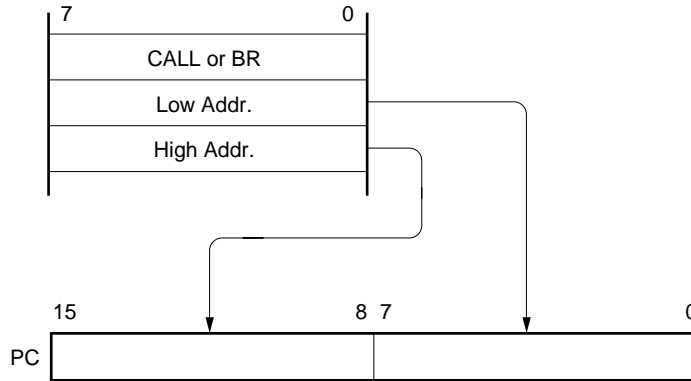 7 0
CALL or BR
Low Addr.
High Addr.
15 8 7 0
PC